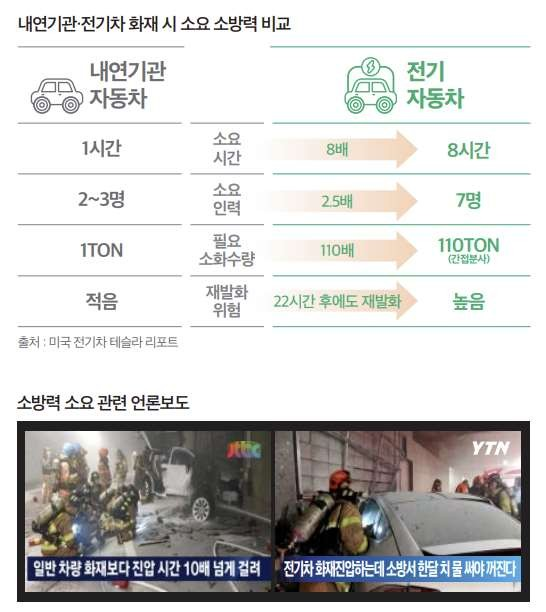 내연기관·전기차 화재 시 소요 소방력 비교
내연기관
자동차
전기
자동차
1시간
소요
시간
8배
8시간
2~3명
소요
인력
2.5배
7명
1TON
필요
소화수량
110배
110TON
(간접분사)
적음
재발화
위험
22시간 후에도 재발화
높음
출처 : 미국 전기차 테슬라 리포트
소방력 소요 관련 언론보도
jtbc
일반 차량 화재보다 진압 시간 10배 넘게 걸려
YTN
전기차 화재진압하는데 소방서 한달 치 물 써야 꺼진다